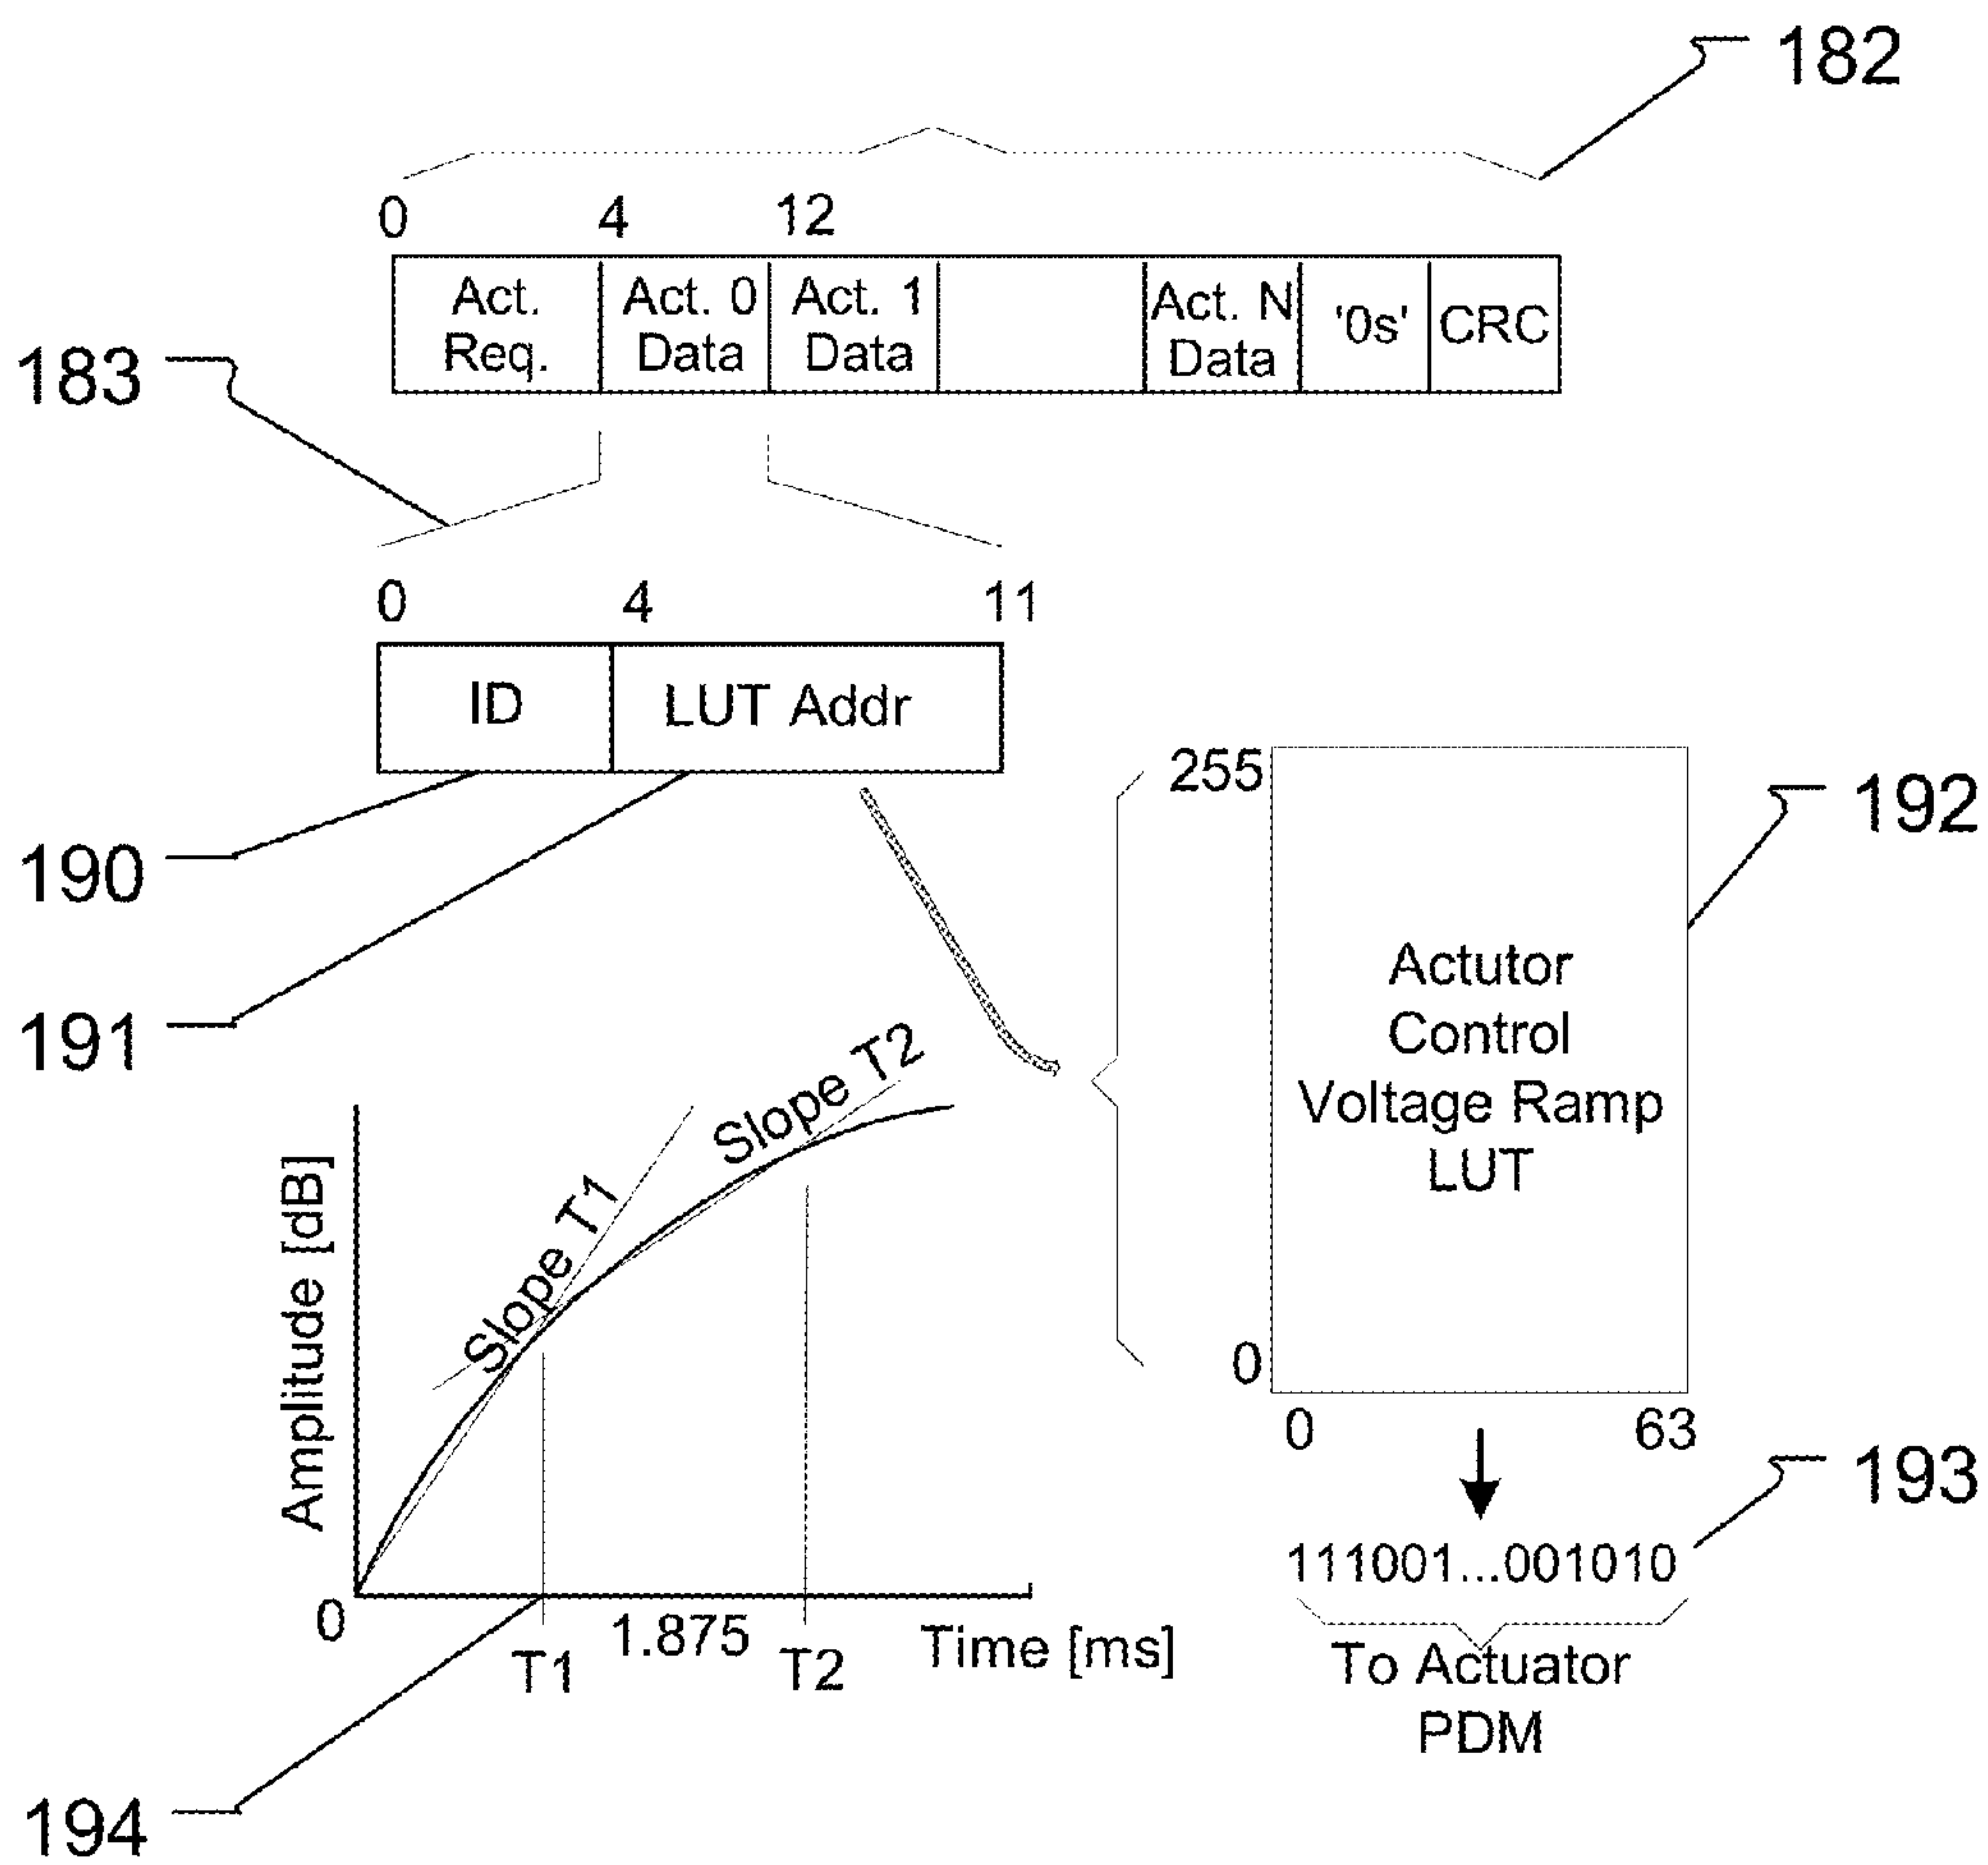 182
0 4 12
Act. Req.
Act. 0 Data
Act. 1 Data
Act. N Data
'0s'
CRC
183
0 4 11
ID
LUT Addr
190
191
255
192
Actutor
Control
Voltage Ramp
LUT
0
0 63
193
111001...001010
To Actuator
PDM
Slope T1
Slope T2
Amplitude [dB]
0
T1
1.875
T2
Time [ms]
194